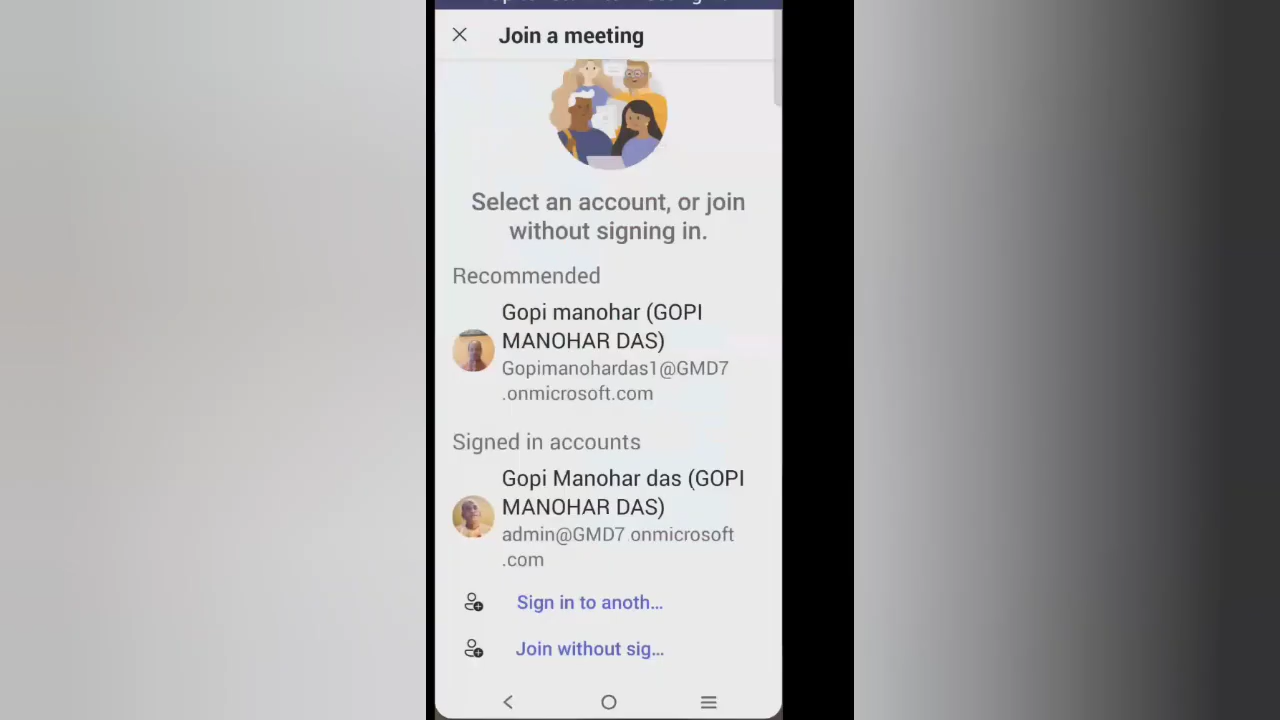 Join a meeting
Select an account, or join
without signing in.
Recommended
Gopi manohar (GOPI
MANOHAR DAS)
Gopimanohardas1@GMD7
.onmicrosoft.com
Signed in accounts
Gopi Manohar das (GOPI
MANOHAR DAS)
admin@GMD7.onmicrosoft
.com
Sign in to anoth...
Join without sig...